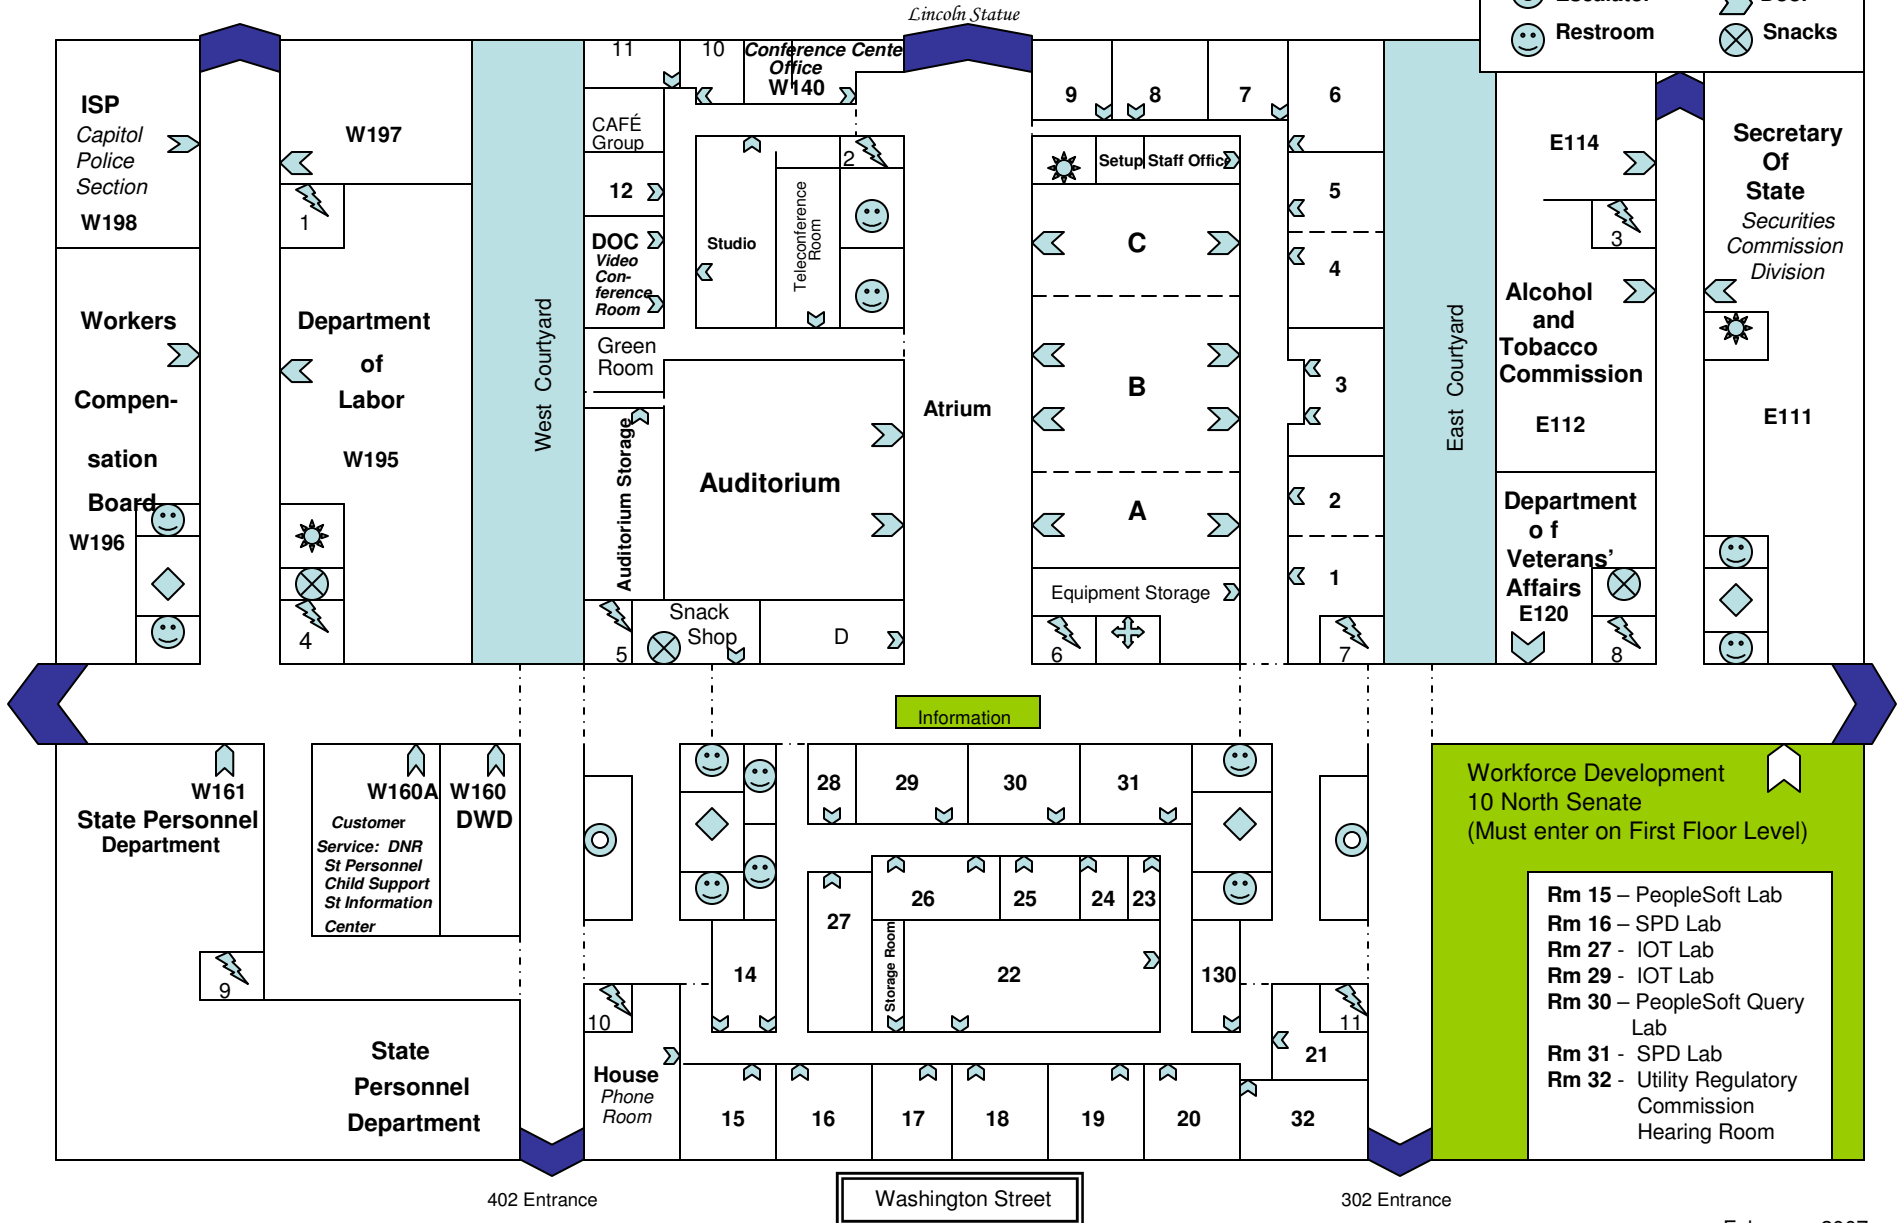 Lincoln Statue
Restroom
Snacks
11
10
Conference Cente
Office
W140
9
8
7
6
ISP
Capitol
Police
Section
W198
W197
1
CAFÉ
Group
12
DOC
Video
Con-
ference
Room
Green
Room
Studio
Teleconference
Room
2
Setup
Staff Office
C
B
A
Equipment Storage
6
5
4
3
2
1
7
E114
3
Secretary
Of
State
Securities
Commission
Division
E111
Workers
Compen-
sation
Board
W196
Department
of
Labor
W195
4
West Courtyard
Auditorium Storage
Auditorium
Atrium
5
Snack
Shop
D
East Courtyard
Alcohol
and
Tobacco
Commission
E112
Department
o f
Veterans'
Affairs
E120
8
Information
W161
State Personnel
Department
9
W160A
Customer
Service: DNR
St Personnel
Child Support
St Information
Center
W160
DWD
State
Personnel
Department
28
29
30
31
26
25
24
23
27
Storage Room
22
14
130
10
House
Phone
Room
11
21
15
16
17
18
19
20
32
Workforce Development
10 North Senate
(Must enter on First Floor Level)
Rm 15 – PeopleSoft Lab
Rm 16 – SPD Lab
Rm 27 - IOT Lab
Rm 29 - IOT Lab
Rm 30 – PeopleSoft Query
Lab
Rm 31 - SPD Lab
Rm 32 - Utility Regulatory
Commission
Hearing Room
402 Entrance
Washington Street
302 Entrance